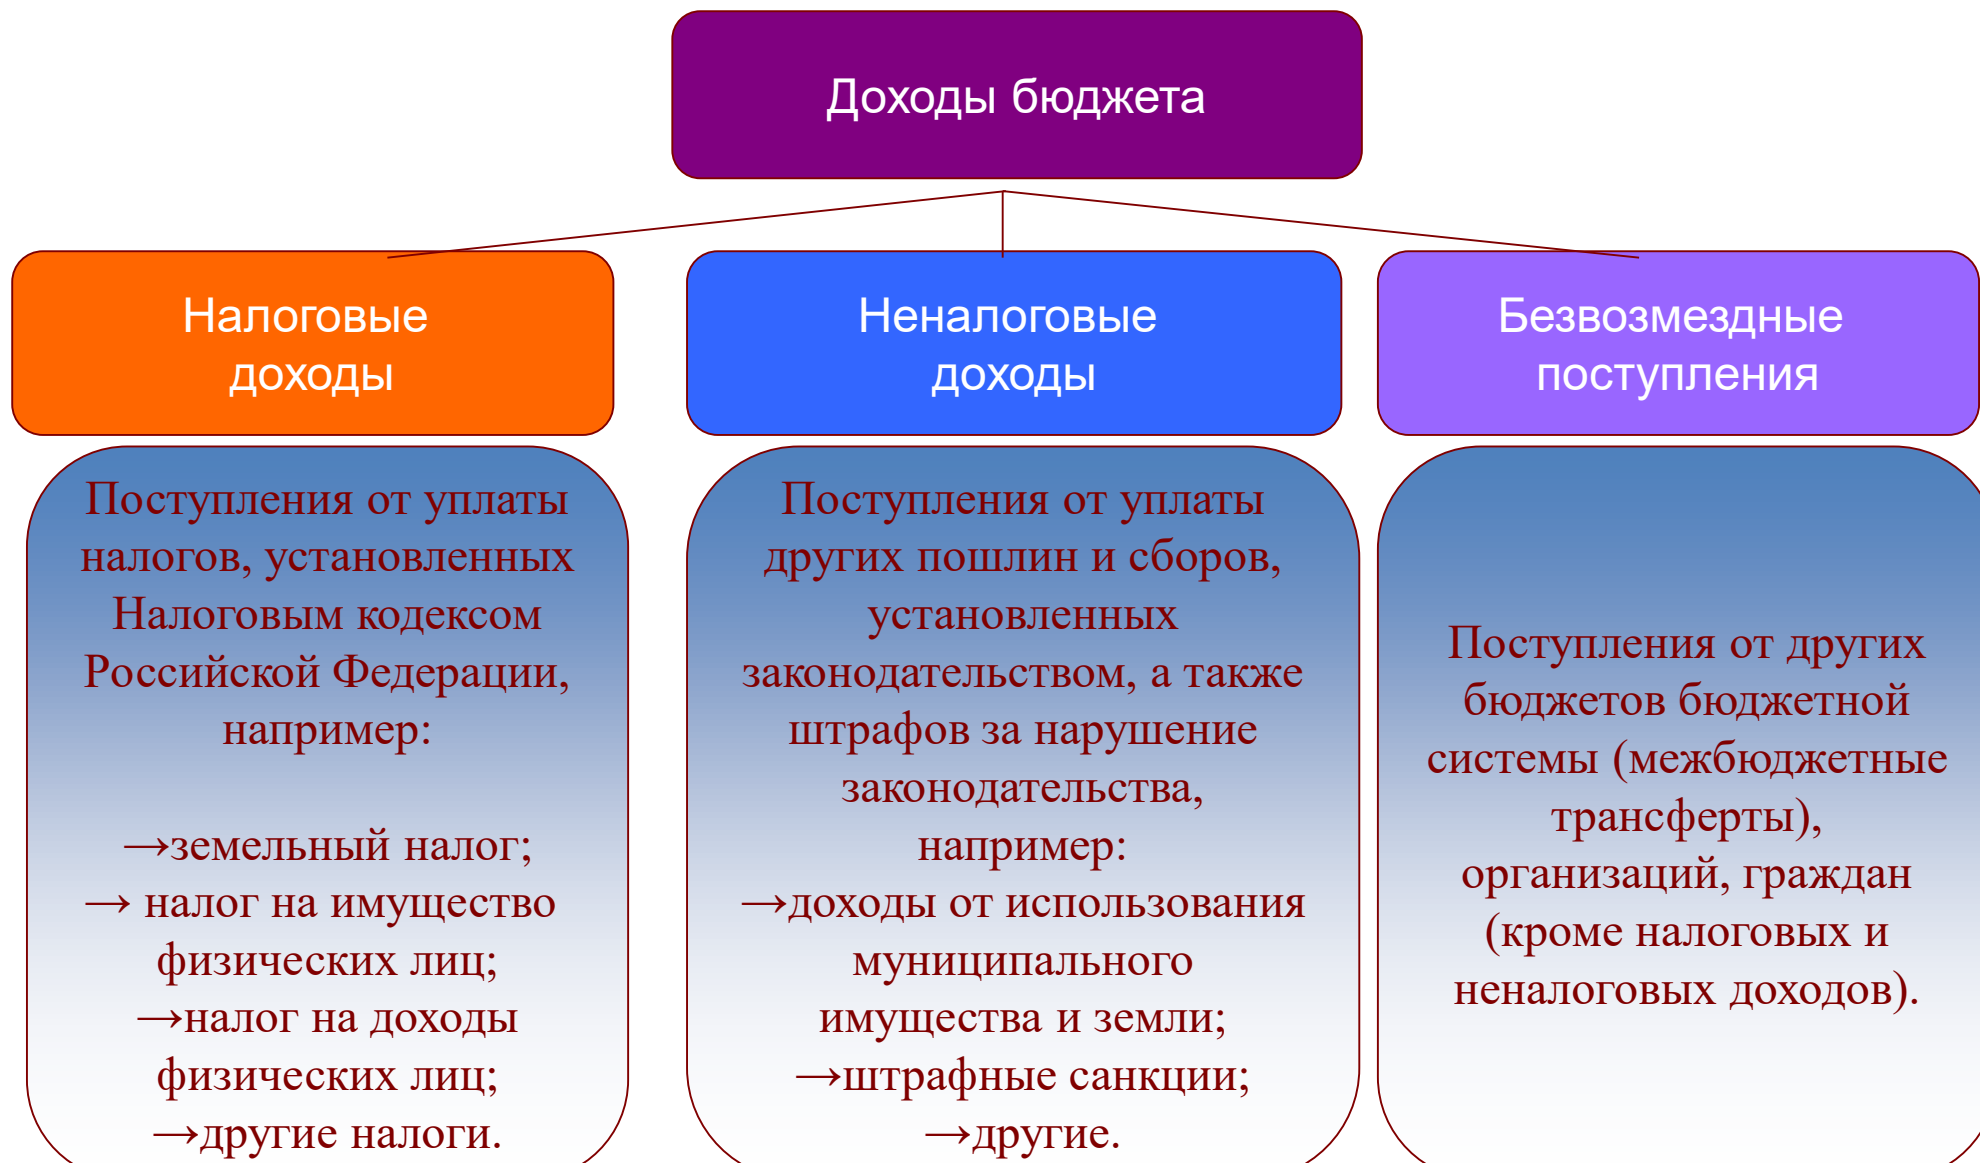 Доходы бюджета
Налоговые
доходы
Неналоговые
доходы
Безвозмездные
поступления
Поступления от уплаты
налогов, установленных
Налоговым кодексом
Российской Федерации,
например:
→земельный налог;
→ налог на имущество
физических лиц;
→налог на доходы
физических лиц;
→другие налоги.
Поступления от уплаты
других пошлин и сборов,
установленных
законодательством, а также
штрафов за нарушение
законодательства,
например:
→доходы от использования
муниципального
имущества и земли;
→штрафные санкции;
→другие.
Поступления от других
бюджетов бюджетной
системы (межбюджетные
трансферты),
организаций, граждан
(кроме налоговых и
неналоговых доходов).